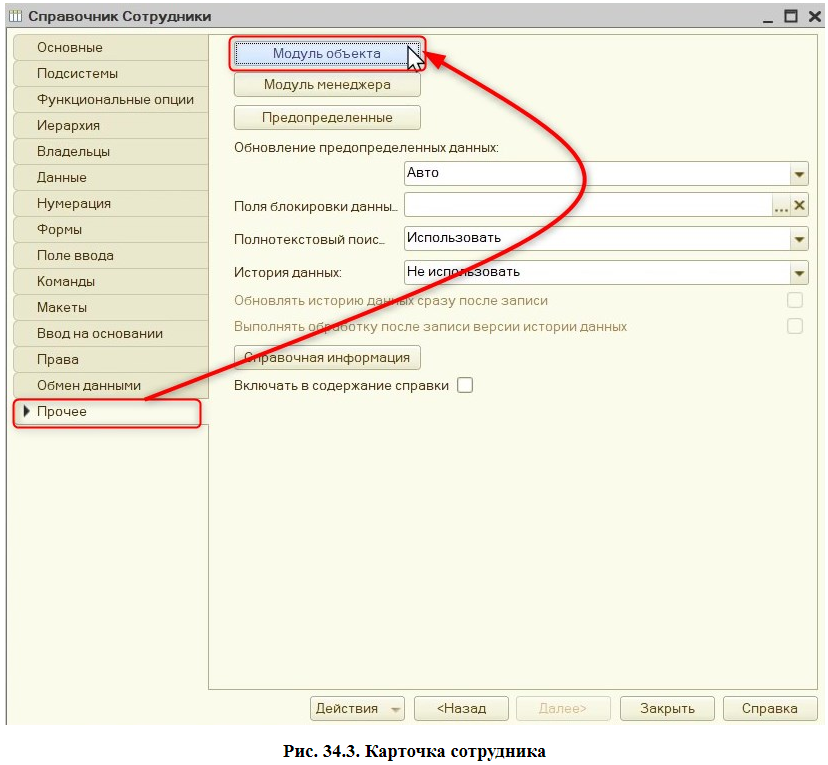 Справочник Сотрудники
Основные
Подсистемы
Функциональные опции
Иерархия
Владельцы
Данные
Нумерация
Формы
Поле ввода
Команды
Макеты
Ввод на основании
Права
Обмен данными
Прочее
Модуль объекта
Модуль менеджера
Предопределенные
Обновление предопределенных данных:
Авто
Поля блокировки данны...
Полнотекстовый поис... Использовать
История данных: Не использовать
Обновлять историю данных сразу после записи
Выполнять обработку после записи версии истории данных
Справочная информация
Включать в содержание справки
Действия <Назад Далее> Закрыть Справка
Рис. 34.3. Карточка сотрудника